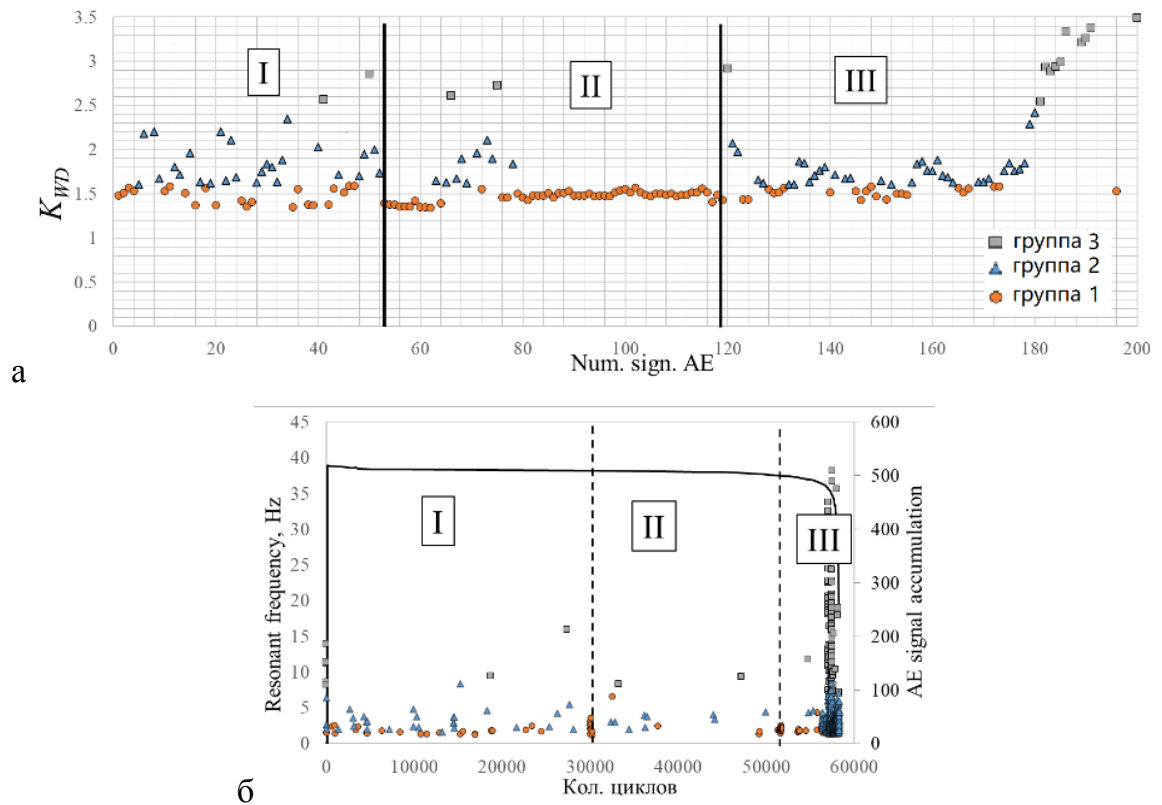 3.5
3
2.5
2
1.5
1
0.5
0
K_WD
I
II
III
группа 3
группа 2
группа 1
0 20 40 60 80 100 120 140 160 180 200
Num. sign. AE
а
45
40
35
30
25
20
15
10
5
0
Resonant frequency, Hz
I
II
III
600
500
400
300
200
100
0
AE signal accumulation
0 10000 20000 30000 40000 50000 60000
Кол. циклов
б